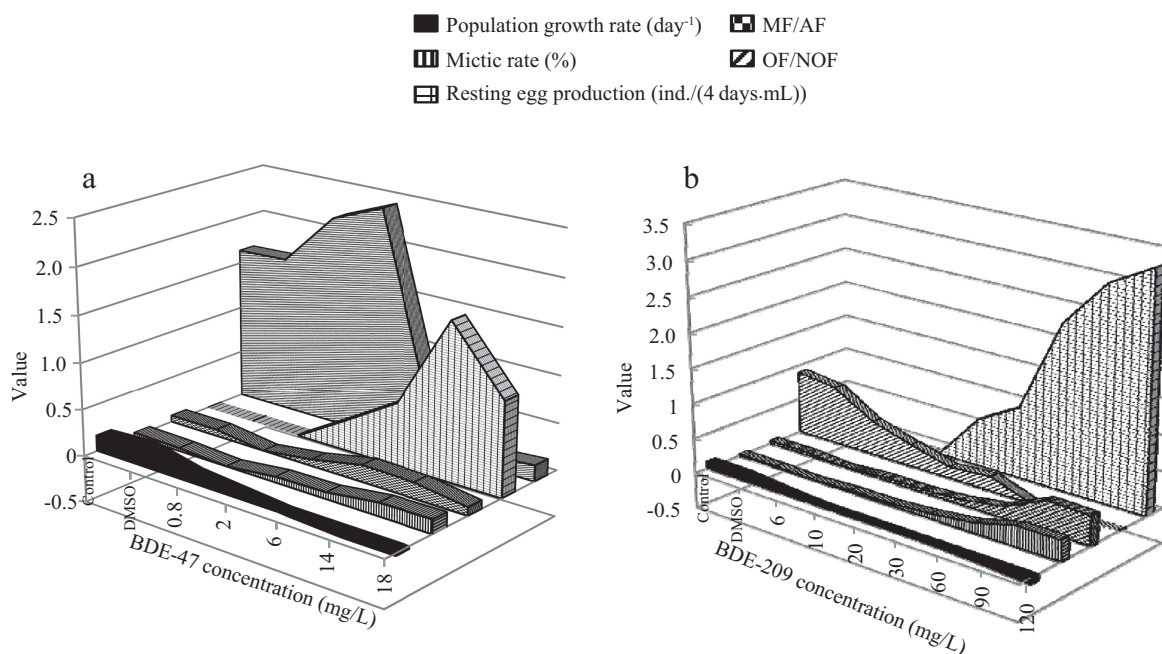 Population growth rate (day-1) MF/AF
Mictic rate (%) OF/NOF
Resting egg production (ind./(4 days·mL))
a
2.5
2.0
1.5
1.0
0.5
0
-0.5
Value
Control
DMSO
0.8
2
6
14
18
BDE-47 concentration (mg/L)
b
3.5
3.0
2.5
2.0
1.5
1
0.5
0
-0.5
Value
Control
DMSO
6
10
20
30
60
90
120
BDE-209 concentration (mg/L)